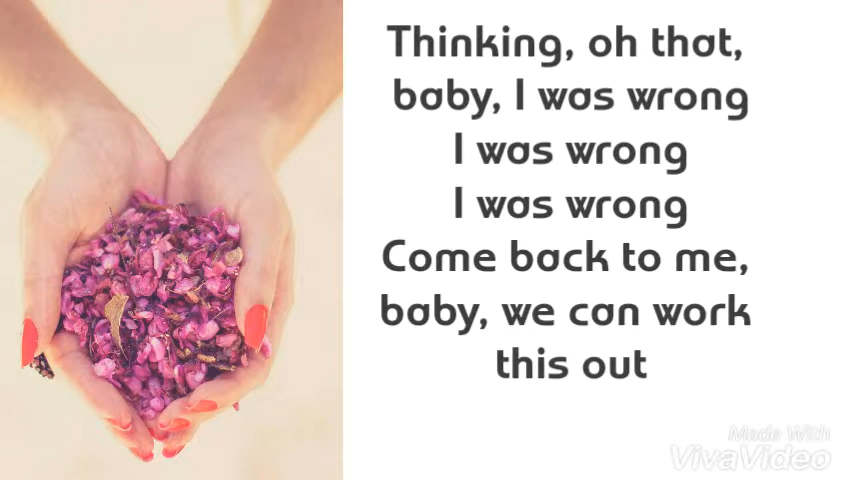 Thinking, oh that,
baby, I was wrong
I was wrong
I was wrong
Come back to me,
baby, we can work
this out
Made With
VivaVideo